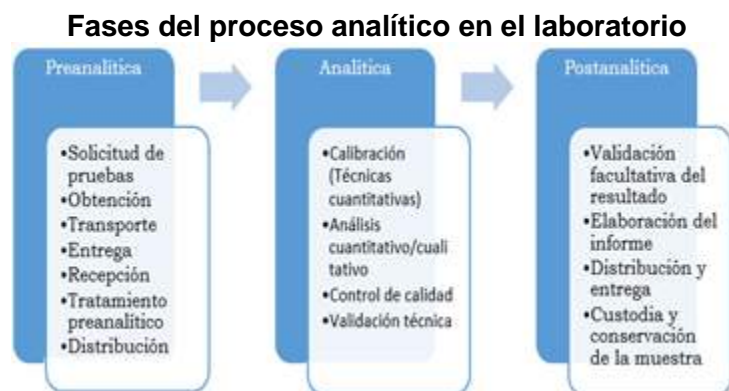 Fases del proceso analítico en el laboratorio
Preanalítica
•Solicitud de
pruebas
•Obtención
•Transporte
•Entrega
•Recepción
•Tratamiento
preanalítico
•Distribución
Analítica
•Calibración
(Técnicas
cuantitativas)
•Análisis
cuantitativo/cuali
tativo
•Control de calidad
•Validación técnica
Postanalítica
•Validación
facultativa del
resultado
•Elaboración del
informe
•Distribución y
entrega
•Custodia y
conservación
de la muestra